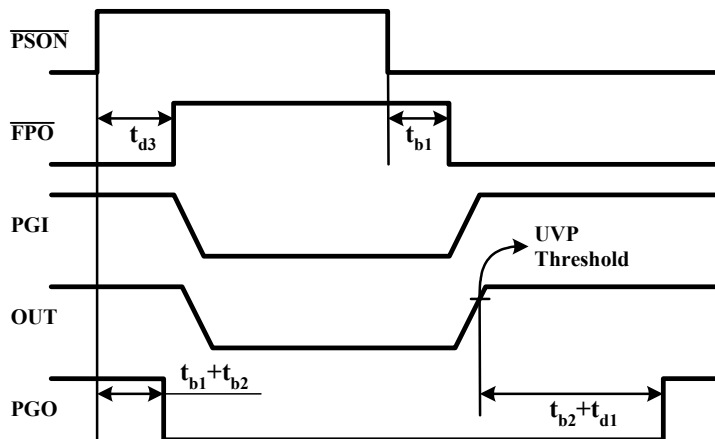 PSON
FPO
t_d3
t_b1
PGI
UVP
Threshold
OUT
t_b1+t_b2
PGO
t_b2+t_d1